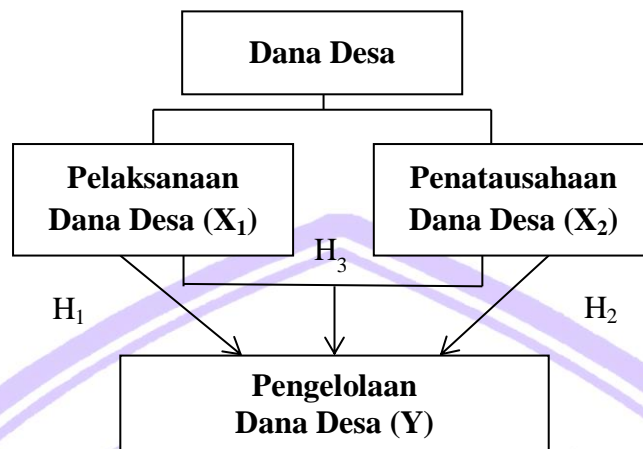 Dana Desa
Pelaksanaan
Dana Desa (X₁)
Penatausahaan
Dana Desa (X₂)
H₃
H₁
H₂
Pengelolaan
Dana Desa (Y)